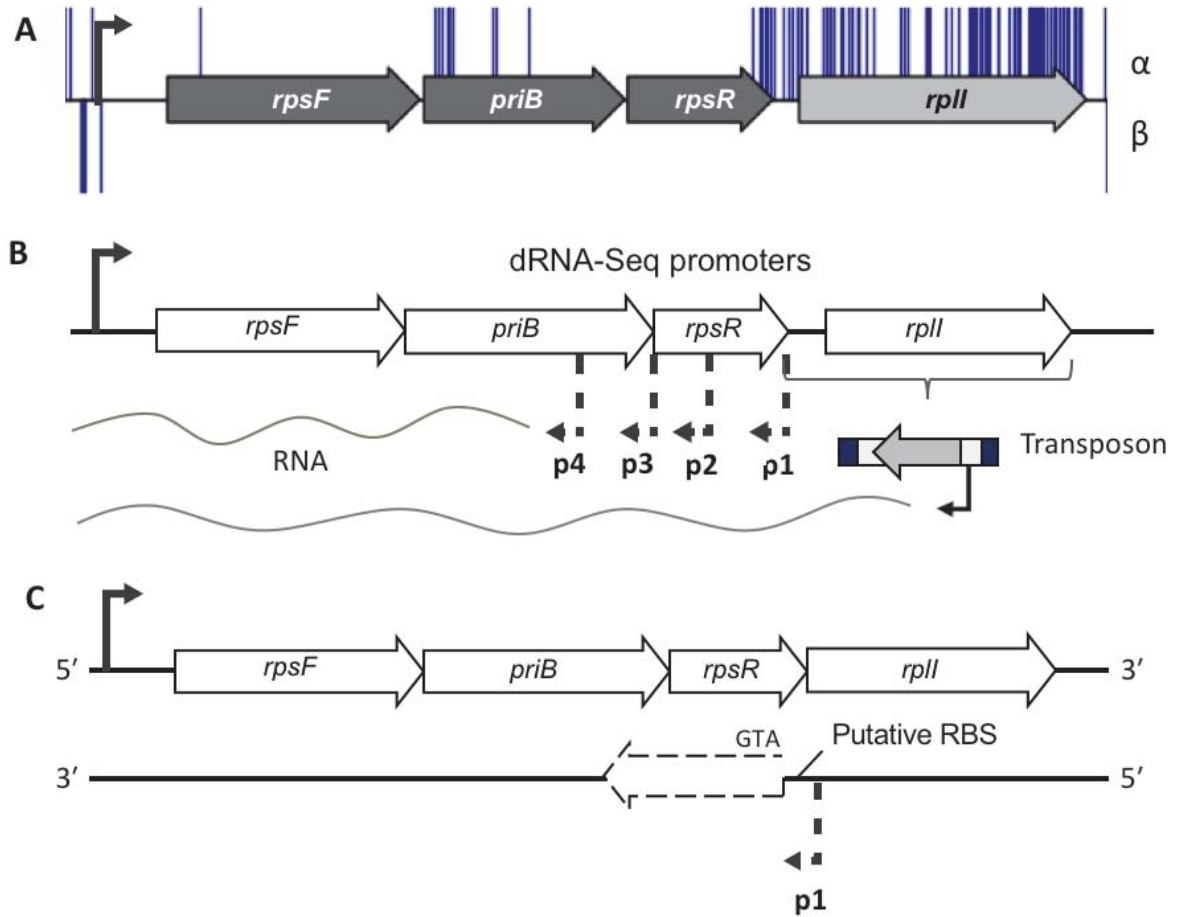 A
α
rpsF priB rpsR rplI
β
B
dRNA-Seq promoters
rpsF priB rpsR rplI
RNA
p4 p3 p2 p1
Transposon
C
5′ rpsF priB rpsR rplI 3′
GTA Putative RBS
3′ 5′
p1